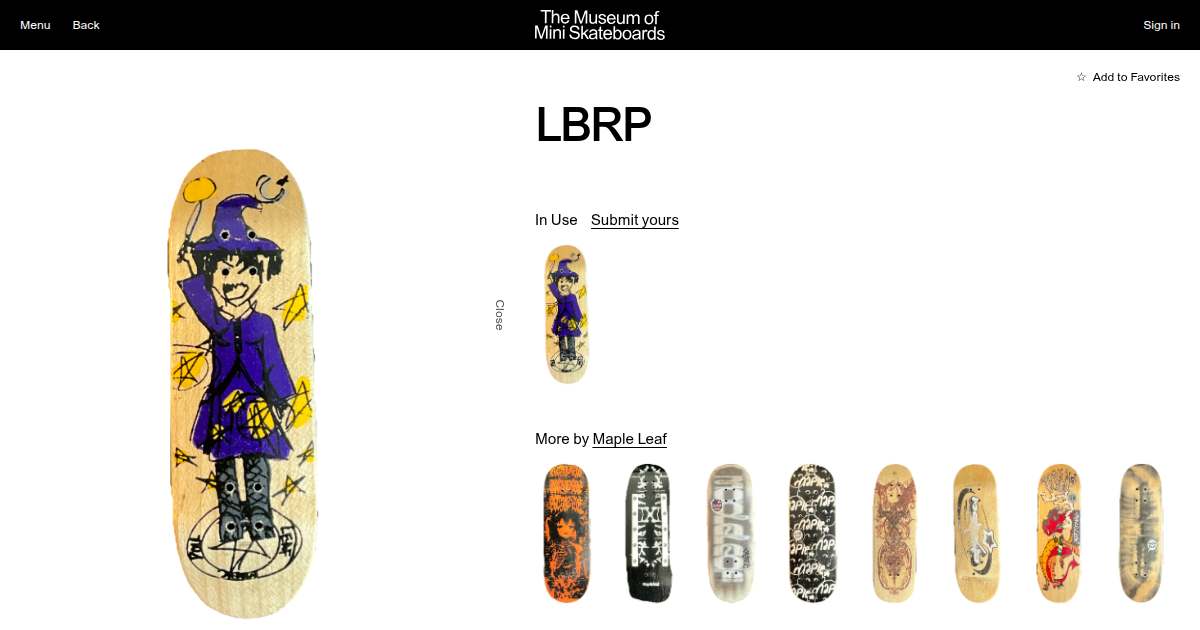 Menu
Back
The Museum of
Mini Skateboards
Sign in
☆ Add to Favorites
LBRP
In Use
Submit yours
Close
More by Maple Leaf